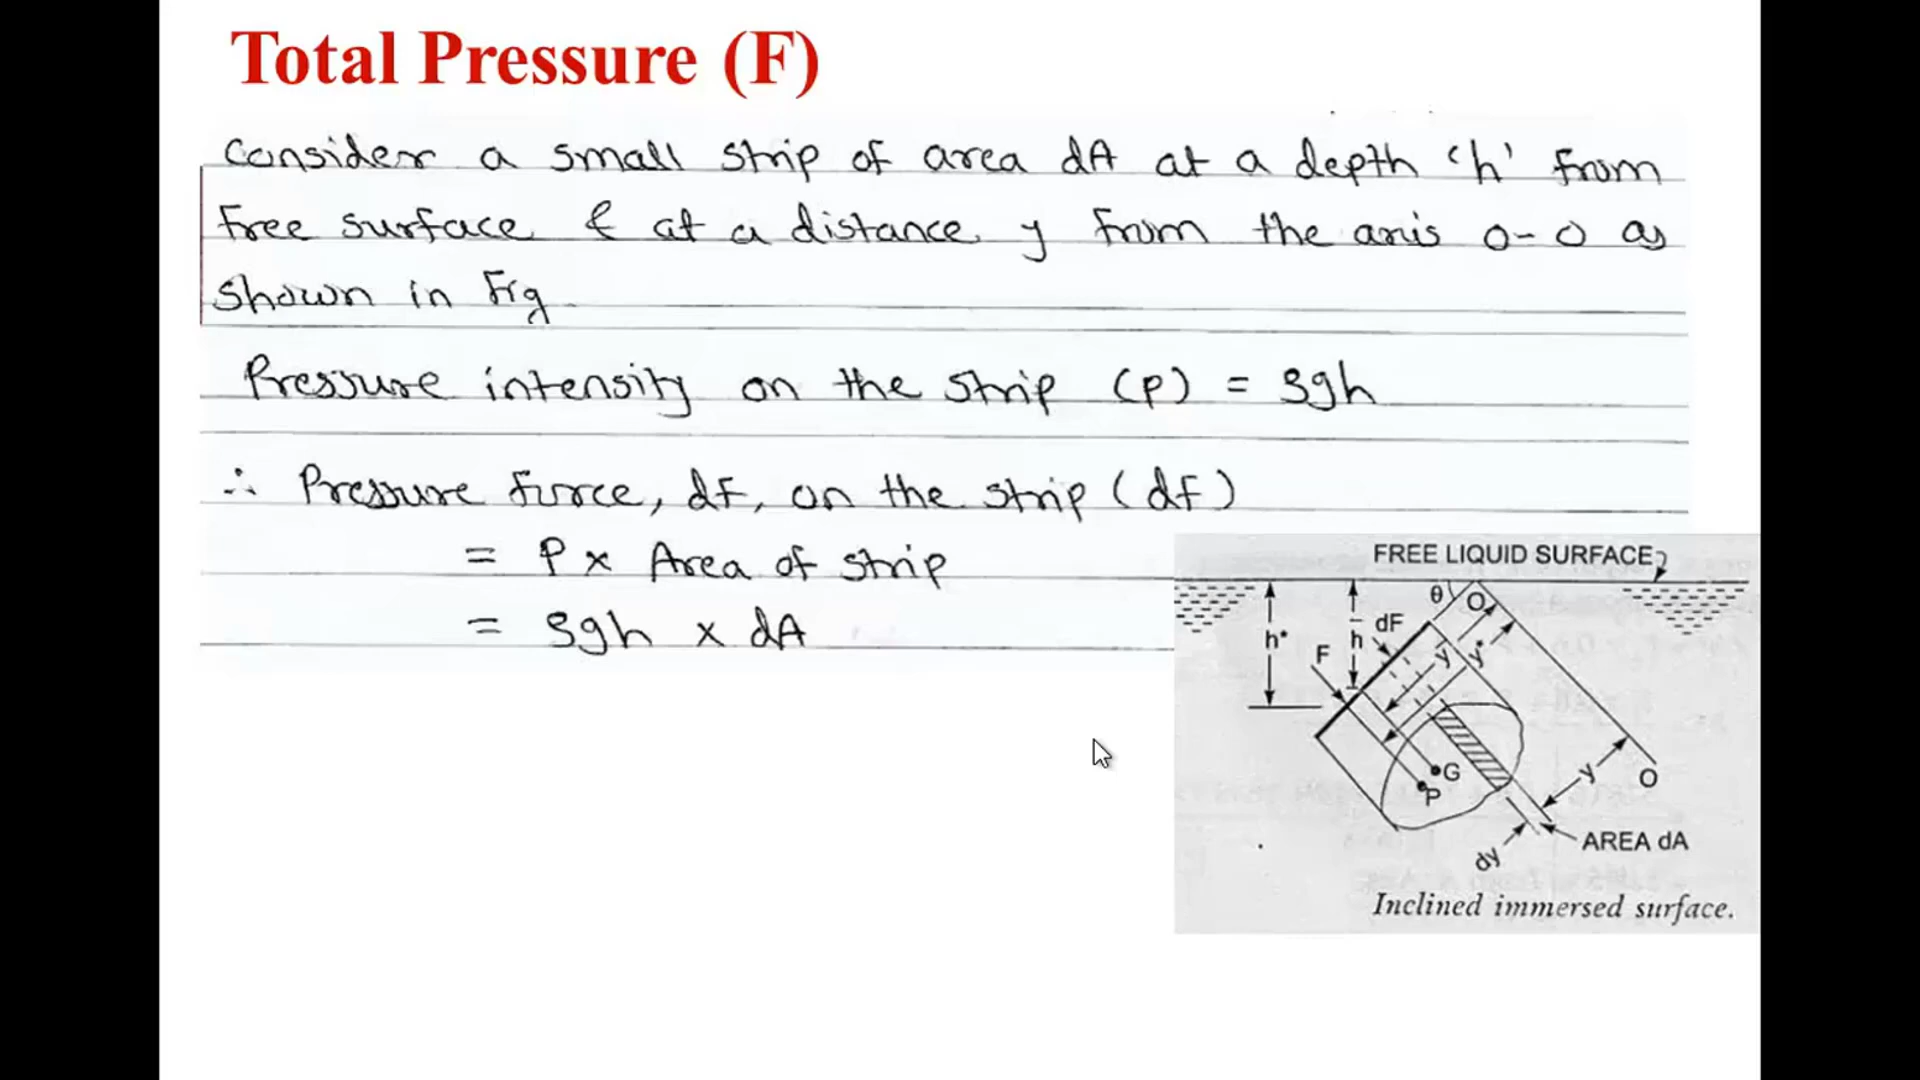 Total Pressure (F)
Consider a small strip of area dA at a depth 'h' from
free surface & at a distance y from the axis O-O as
shown in Fig
Pressure intensity on the strip (p) = ρgh
∴ Pressure Force, dF, on the strip (dF)
= P × Area of strip
= ρgh × dA
FREE LIQUID SURFACE
θ O
h* h dF
F y y*
G
P
y O
AREA dA
dy
Inclined immersed surface.